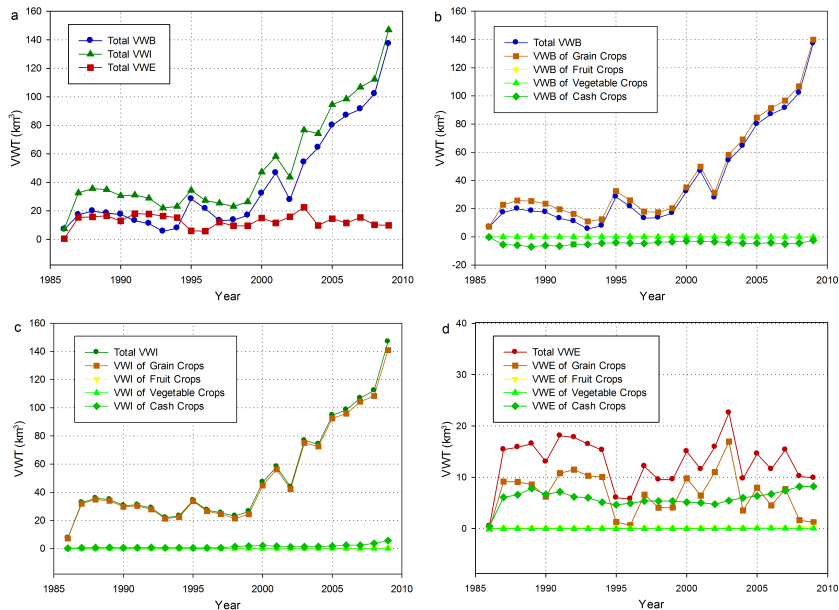 a
160
140
120
100
80
60
40
20
0
VWT (km³)
Total VWB
Total VWI
Total VWE
1985 1990 1995 2000 2005 2010
Year
b
160
140
120
100
80
60
40
20
0
-20
VWT (km³)
Total VWB
VWB of Grain Crops
VWB of Fruit Crops
VWB of Vegetable Crops
VWB of Cash Crops
1985 1990 1995 2000 2005 2010
Year
c
160
140
120
100
80
60
40
20
0
VWT (km³)
Total VWI
VWI of Grain Crops
VWI of Fruit Crops
VWI of Vegetable Crops
VWI of Cash Crops
1985 1990 1995 2000 2005 2010
Year
d
40
30
20
10
0
VWT (km³)
Total VWE
VWE of Grain Crops
VWE of Fruit Crops
VWE of Vegetable Crops
VWE of Cash Crops
1985 1990 1995 2000 2005 2010
Year